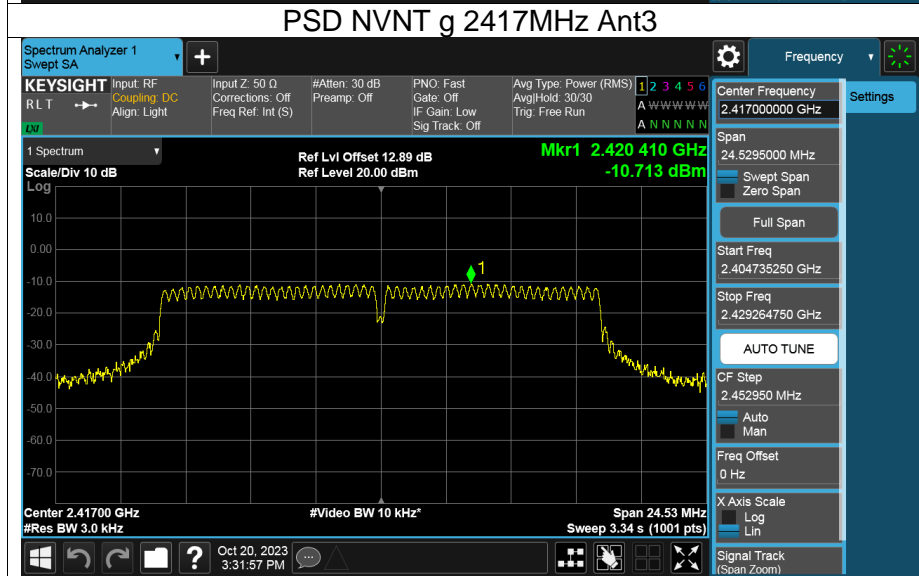 PSD NVNT g 2417MHz Ant3
Spectrum Analyzer 1
Swept SA
+
Frequency
KEYSIGHT
RLT
LXI
Input: RF
Coupling: DC
Align: Light
Input Z: 50 Ω
Corrections: Off
Freq Ref: Int (S)
#Atten: 30 dB
Preamp: Off
PNO: Fast
Gate: Off
IF Gain: Low
Sig Track: Off
Avg Type: Power (RMS)
Avg|Hold: 30/30
Trig: Free Run
1 2 3 4 5 6
A W W W W W
A N N N N N
Center Frequency
2.417000000 GHz
Settings
Span
24.5295000 MHz
Swept Span
Zero Span
Full Span
Start Freq
2.404735250 GHz
Stop Freq
2.429264750 GHz
AUTO TUNE
CF Step
2.452950 MHz
Auto
Man
Freq Offset
0 Hz
X Axis Scale
Log
Lin
Signal Track
(Span Zoom)
1 Spectrum
Scale/Div 10 dB
Log
Ref Lvl Offset 12.89 dB
Ref Level 20.00 dBm
Mkr1 2.420 410 GHz
-10.713 dBm
10.0
0.00
-10.0
-20.0
-30.0
-40.0
-50.0
-60.0
-70.0
1
Center 2.41700 GHz
#Res BW 3.0 kHz
#Video BW 10 kHz*
Span 24.53 MHz
Sweep 3.34 s (1001 pts)
?
Oct 20, 2023
3:31:57 PM